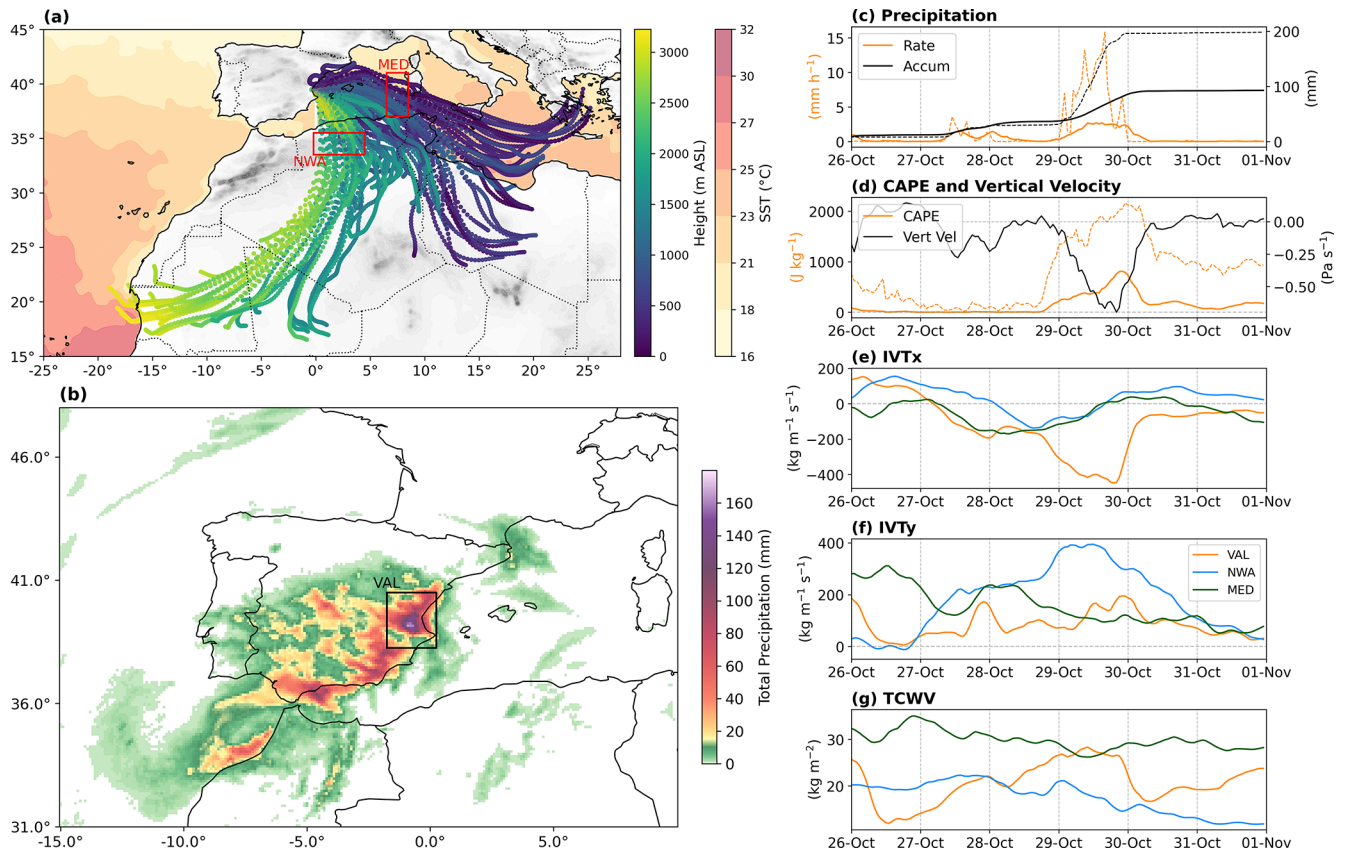 (a)
45°
40°
35°
30°
25°
20°
15°
-25 -20 -15 -10 -5 0 5 10 15 20 25
MED
NWA
3000
2500
2000
1500
1000
500
0
Height (m ASL)
32
30
27
25
23
21
18
16
SST (°C)
(b)
46.0°
41.0°
36.0°
31.0°
-15.0° -10.0° -5.0° 0.0° 5.0°
VAL
160
140
120
100
80
60
40
20
0
Total Precipitation (mm)
(c) Precipitation
Rate
Accum
15
10
5
0
(mm h⁻¹)
200
100
0
(mm)
26-Oct 27-Oct 28-Oct 29-Oct 30-Oct 31-Oct 01-Nov
(d) CAPE and Vertical Velocity
CAPE
Vert Vel
2000
1000
0
(J kg⁻¹)
0.00
−0.25
−0.50
(Pa s⁻¹)
26-Oct 27-Oct 28-Oct 29-Oct 30-Oct 31-Oct 01-Nov
(e) IVTx
200
0
−200
−400
(kg m⁻¹ s⁻¹)
26-Oct 27-Oct 28-Oct 29-Oct 30-Oct 31-Oct 01-Nov
(f) IVTy
400
200
0
(kg m⁻¹ s⁻¹)
VAL
NWA
MED
26-Oct 27-Oct 28-Oct 29-Oct 30-Oct 31-Oct 01-Nov
(g) TCWV
30
20
(kg m⁻²)
26-Oct 27-Oct 28-Oct 29-Oct 30-Oct 31-Oct 01-Nov